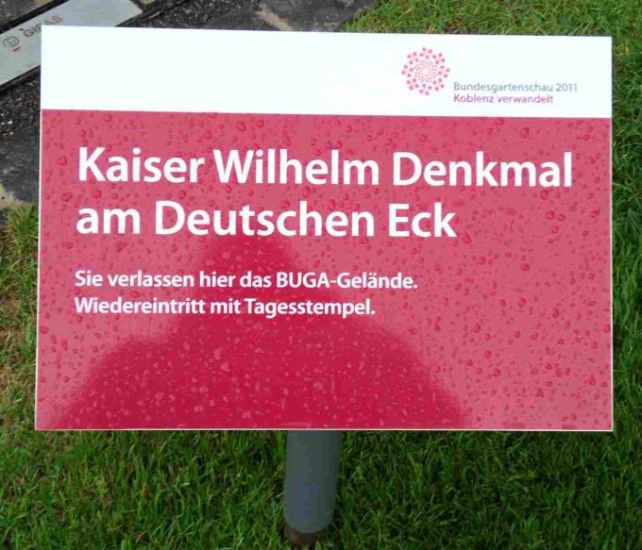 GIFAS
Bundesgartenschau 2011
Koblenz verwandelt
Kaiser Wilhelm Denkmal
am Deutschen Eck
Sie verlassen hier das BUGA-Gelände.
Wiedereintritt mit Tagesstempel.